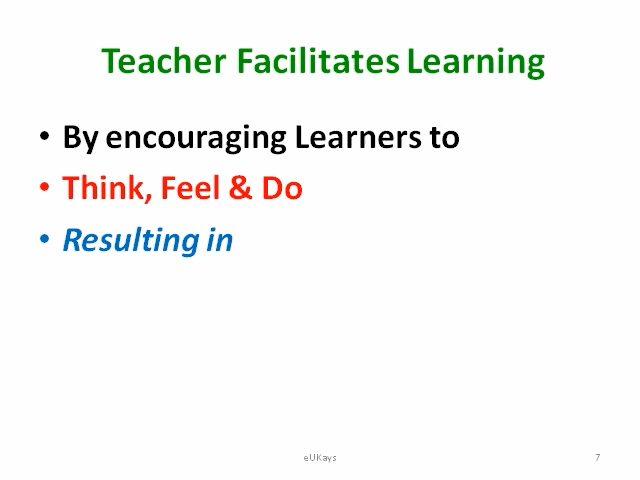 Teacher Facilitates Learning
• By encouraging Learners to
• Think, Feel & Do
• Resulting in
eUKays
7